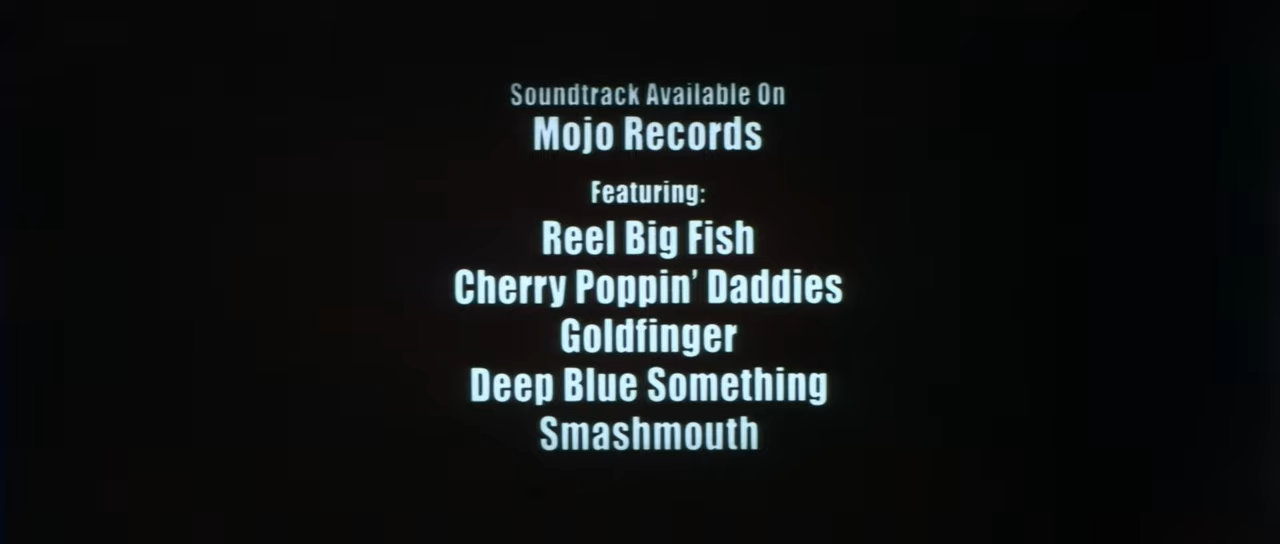 Soundtrack Available On
Mojo Records
Featuring:
Reel Big Fish
Cherry Poppin' Daddies
Goldfinger
Deep Blue Something
Smashmouth